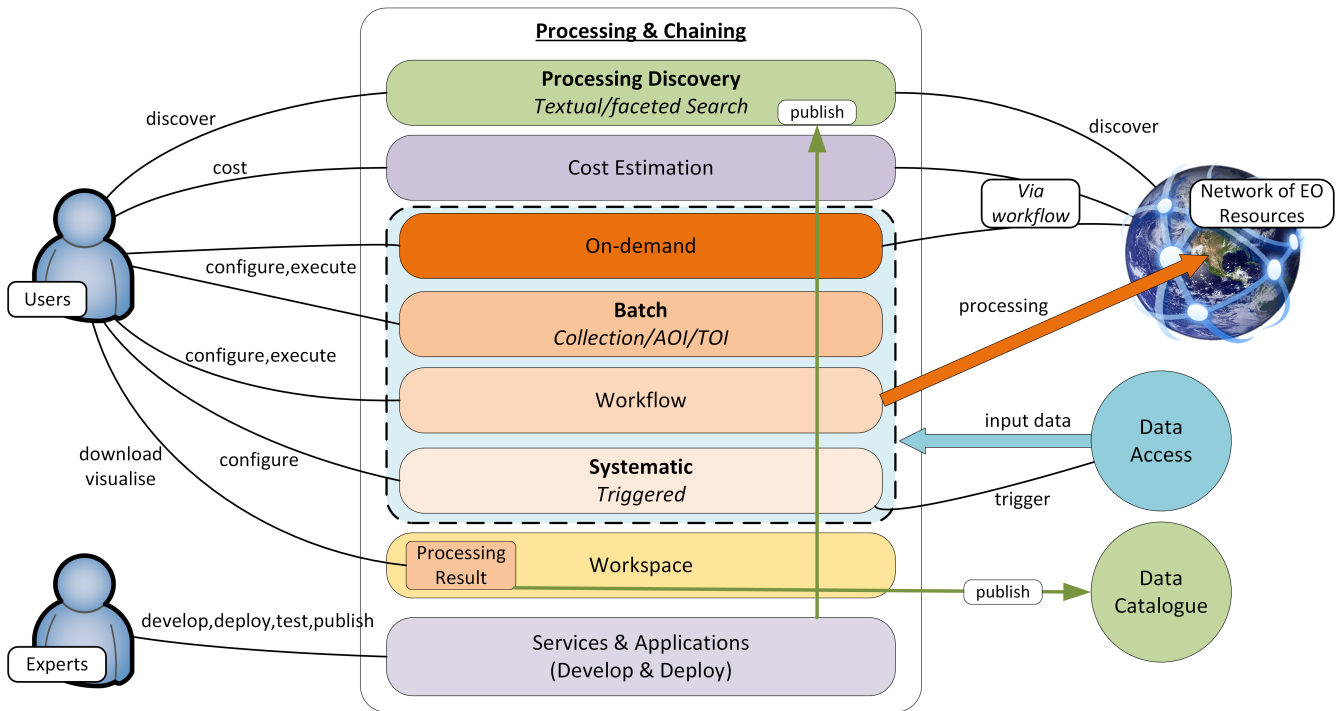 Processing & Chaining
Processing Discovery
Textual/faceted Search
publish
discover
discover
cost
Cost Estimation
Via
workflow
Network of EO
Resources
On-demand
configure,execute
Users
Batch
Collection/AOI/TOI
processing
configure,execute
Workflow
input data
Data
Access
download
visualise
configure
Systematic
Triggered
trigger
Processing
Result
Workspace
publish
Data
Catalogue
develop,deploy,test,publish
Experts
Services & Applications
(Develop & Deploy)